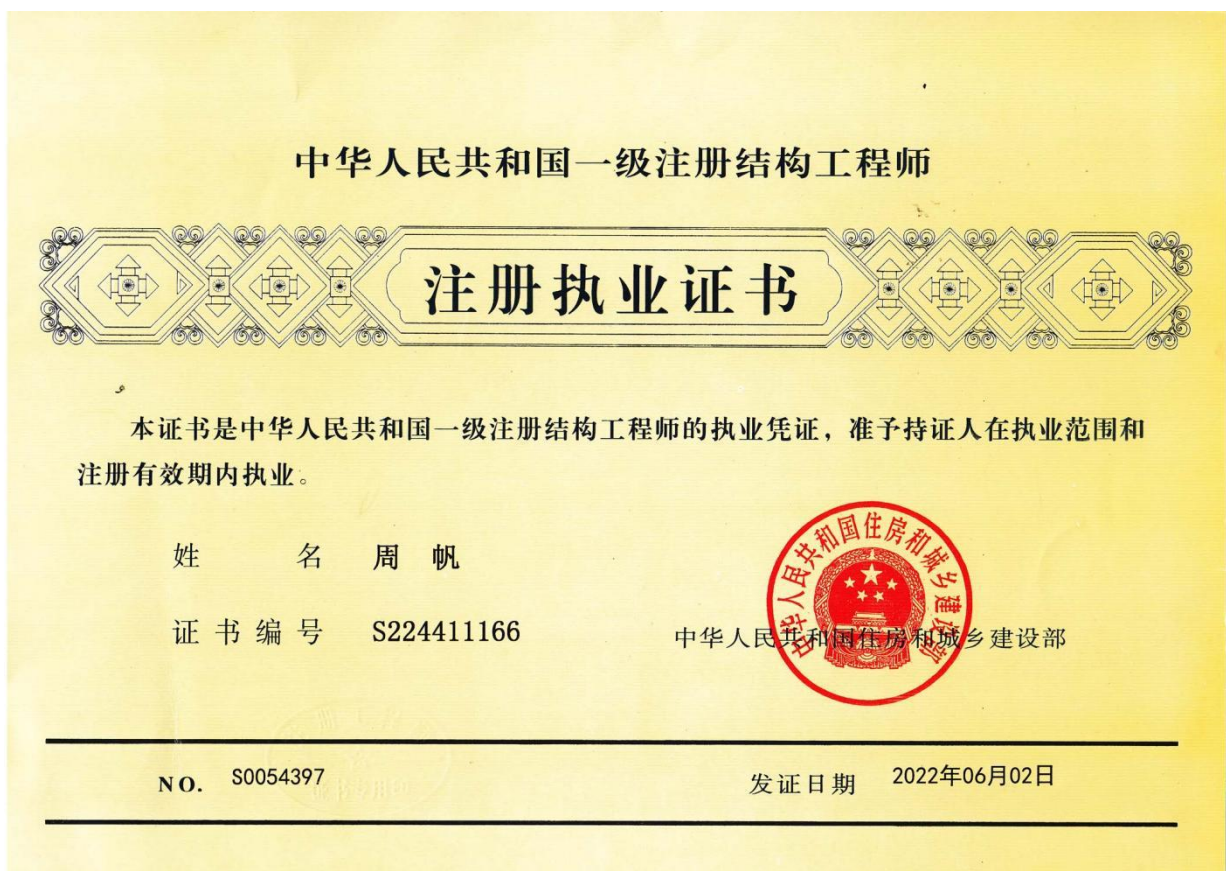 中华人民共和国一级注册结构工程师
注册执业证书
本证书是中华人民共和国一级注册结构工程师的执业凭证，准予持证人在执业范围和
注册有效期内执业。
姓 名 周 帆
证书编号 S224411166
中华人民共和国住房和城乡建设部
中华人民共和国住房和城乡建设部
NO. S0054397
发证日期 2022年06月02日